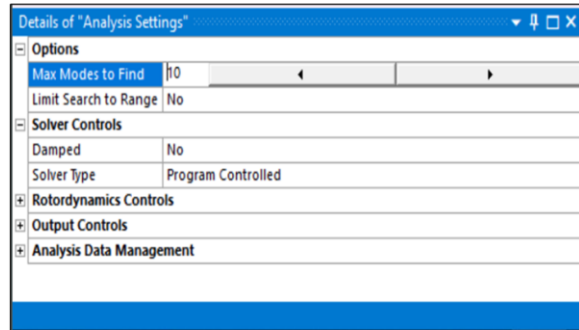 Details of "Analysis Settings"
Options
Max Modes to Find 10
Limit Search to Range No
Solver Controls
Damped No
Solver Type Program Controlled
Rotordynamics Controls
Output Controls
Analysis Data Management